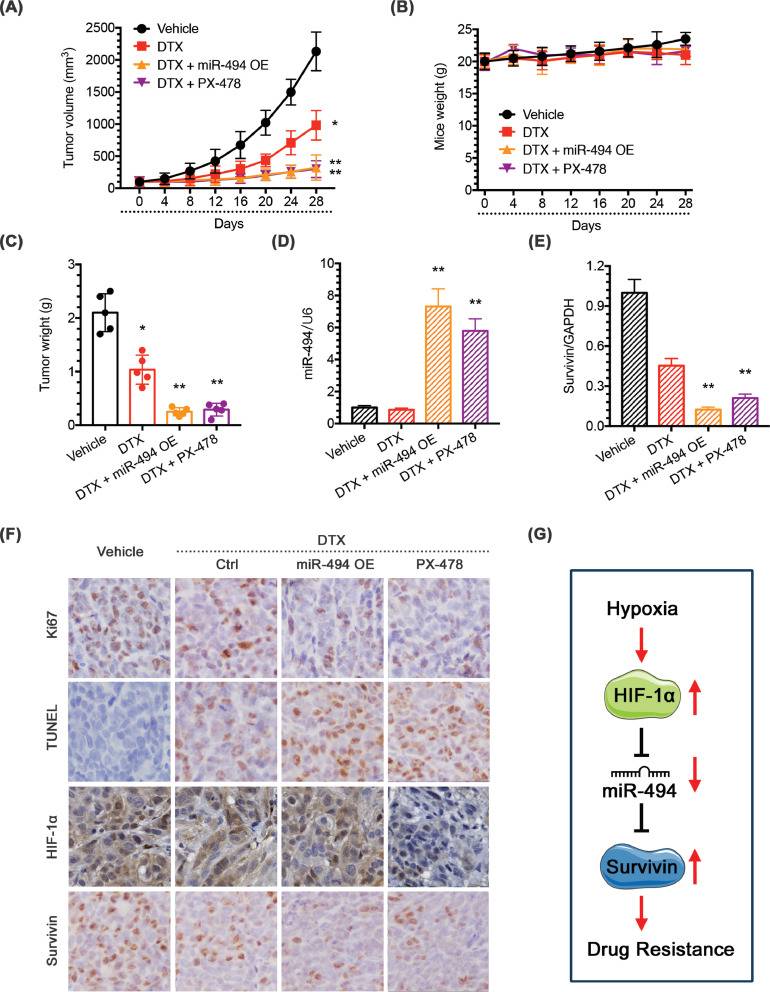 (A)
Vehicle
DTX
DTX + miR-494 OE
DTX + PX-478
Tumor volume (mm3)
2500
2000
1500
1000
500
0
*
**
**
0 4 8 12 16 20 24 28
Days
(B)
Mice weight (g)
25
20
15
10
5
0
Vehicle
DTX
DTX + miR-494 OE
DTX + PX-478
0 4 8 12 16 20 24 28
Days
(C)
Tumor wright (g)
3
2
1
0
*
**
**
Vehicle
DTX
DTX + miR-494 OE
DTX + PX-478
(D)
miR-494/U6
10
8
6
4
2
0
**
**
Vehicle
DTX
DTX + miR-494 OE
DTX + PX-478
(E)
Survivin/GAPDH
1.2
0.9
0.6
0.3
0.0
**
**
Vehicle
DTX
DTX + miR-494 OE
DTX + PX-478
(F)
Vehicle
DTX
Ctrl miR-494 OE PX-478
Ki67
TUNEL
HIF-1α
Survivin
(G)
Hypoxia
HIF-1α
miR-494
Survivin
Drug Resistance